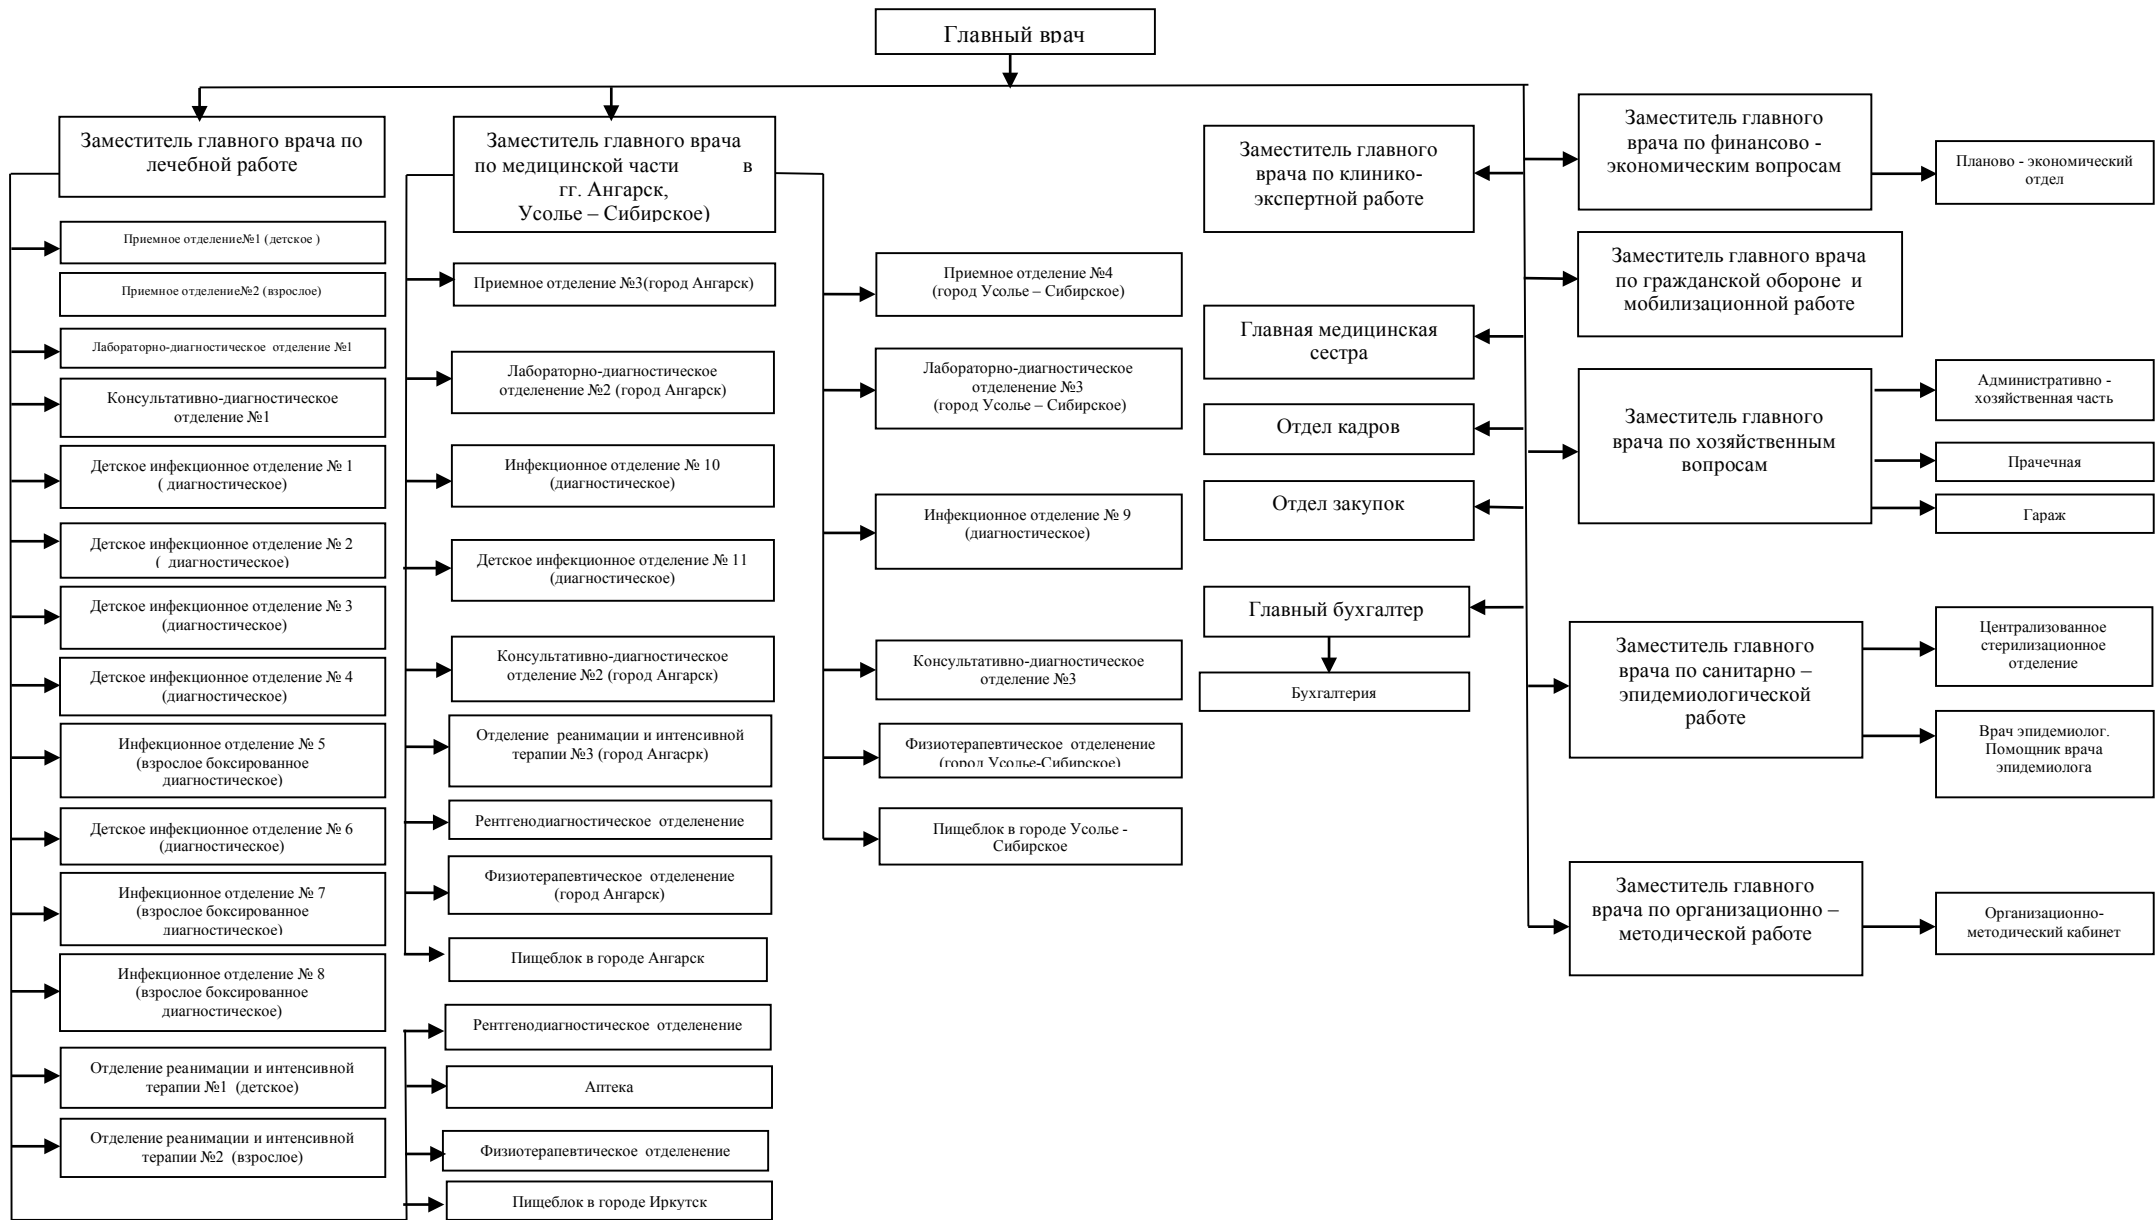 Главный врач
Заместитель главного врача по
лечебной работе
Приемное отделение№1 (детское )
Приемное отделение№2 (взрослое)
Лабораторно-диагностическое отделение №1
Консультативно-диагностическое
отделение №1
Детское инфекционное отделение № 1
( диагностическое)
Детское инфекционное отделение № 2
( диагностическое)
Детское инфекционное отделение № 3
(диагностическое)
Детское инфекционное отделение № 4
(диагностическое)
Инфекционное отделение № 5
(взрослое боксированное
диагностическое)
Детское инфекционное отделение № 6
(диагностическое)
Инфекционное отделение № 7
(взрослое боксированное
диагностическое)
Инфекционное отделение № 8
(взрослое боксированное
диагностическое)
Отделение реанимации и интенсивной
терапии №1 (детское)
Отделение реанимации и интенсивной
терапии №2 (взрослое)
Заместитель главного врача
по медицинской части в
гг. Ангарск,
Усолье – Сибирское)
Приемное отделение №3(город Ангарск)
Лабораторно-диагностическое
отделенение №2 (город Ангарск)
Инфекционное отделение № 10
(диагностическое)
Детское инфекционное отделение № 11
(диагностическое)
Консультативно-диагностическое
отделение №2 (город Ангарск)
Отделение реанимации и интенсивной
терапии №3 (город Ангасрк)
Рентгенодиагностическое отделенение
Физиотерапевтическое отделенение
(город Ангарск)
Пищеблок в городе Ангарск
Рентгенодиагностическое отделенение
Аптека
Физиотерапевтическое отделенение
Пищеблок в городе Иркутск
Приемное отделение №4
(город Усолье – Сибирское)
Лабораторно-диагностическое
отделенение №3
(город Усолье – Сибирское)
Инфекционное отделение № 9
(диагностическое)
Консультативно-диагностическое
отделение №3
Физиотерапевтическое отделенение
(город Усолье-Сибирское)
Пищеблок в городе Усолье -
Сибирское
Заместитель главного
врача по клинико-
экспертной работе
Главная медицинская
сестра
Отдел кадров
Отдел закупок
Главный бухгалтер
Бухгалтерия
Заместитель главного
врача по финансово -
экономическим вопросам
Планово - экономический
отдел
Заместитель главного врача
по гражданской обороне и
мобилизационной работе
Заместитель главного
врача по хозяйственным
вопросам
Административно -
хозяйственная часть
Прачечная
Гараж
Заместитель главного
врача по санитарно –
эпидемиологической
работе
Централизованное
стерилизационное
отделение
Врач эпидемиолог.
Помощник врача
эпидемиолога
Заместитель главного
врача по организационно –
методической работе
Организационно-
методический кабинет